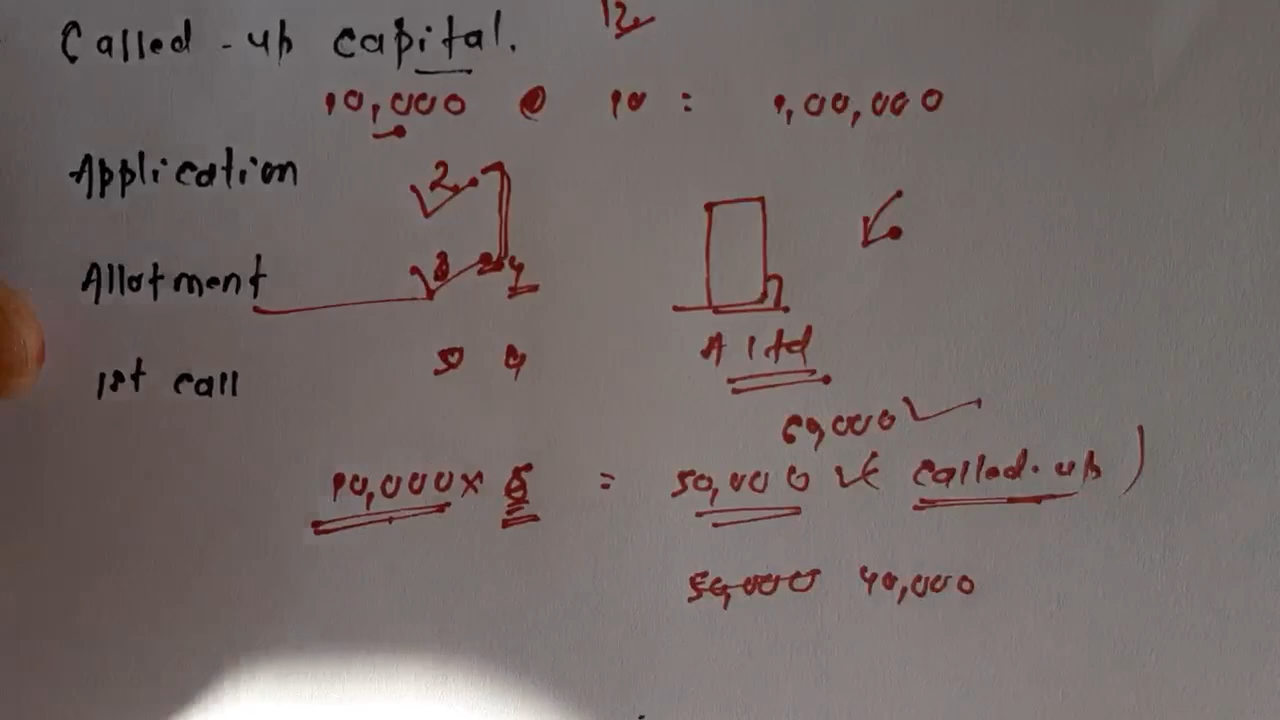 12
Called-up capital.
10,000 @ 10 : 1,00,000
Application 2
Allotment 3 4
A ltd
1st call 5 4
60,000
10,000 x 5 = 50,000 (called-up)
50,000 40,000